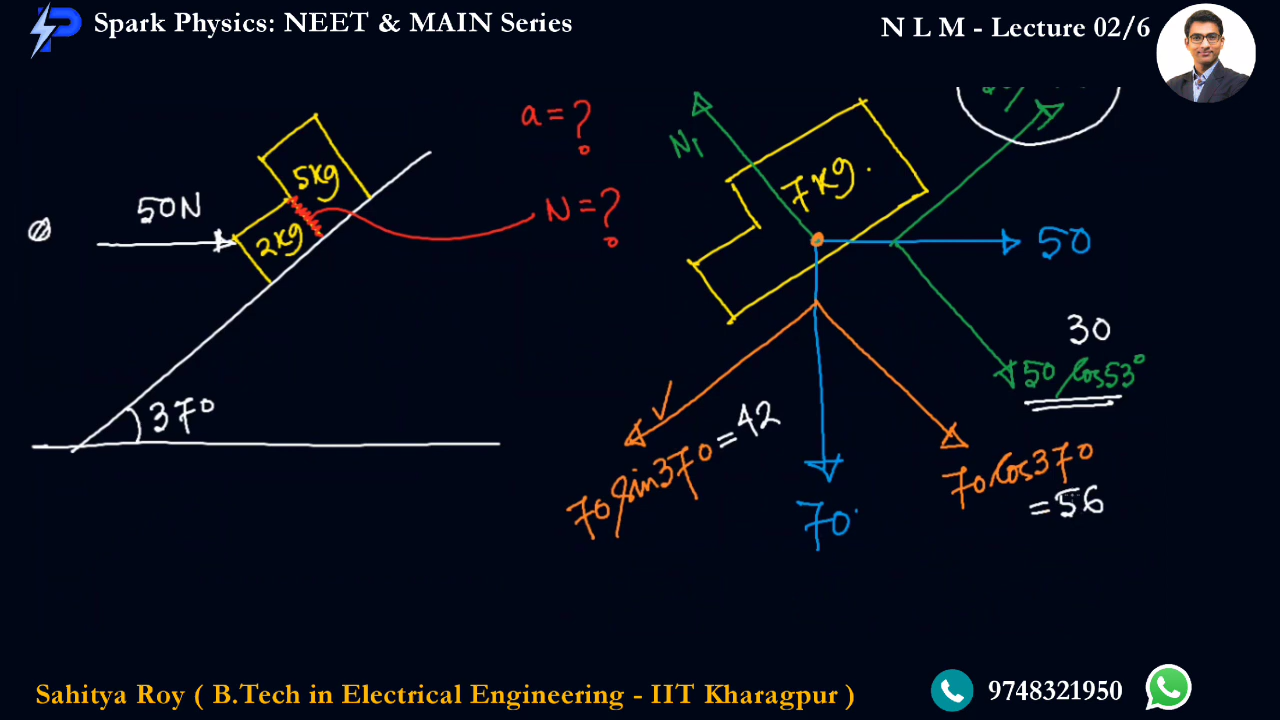 Spark Physics: NEET & MAIN Series
N L M - Lecture 02/6
a = ?
N = ?
50N
5kg
2kg
37°
N1
7kg.
50
30
50 cos53°
70 sin37° = 42
70
70 cos37°
= 56
Sahitya Roy ( B.Tech in Electrical Engineering - IIT Kharagpur )
9748321950